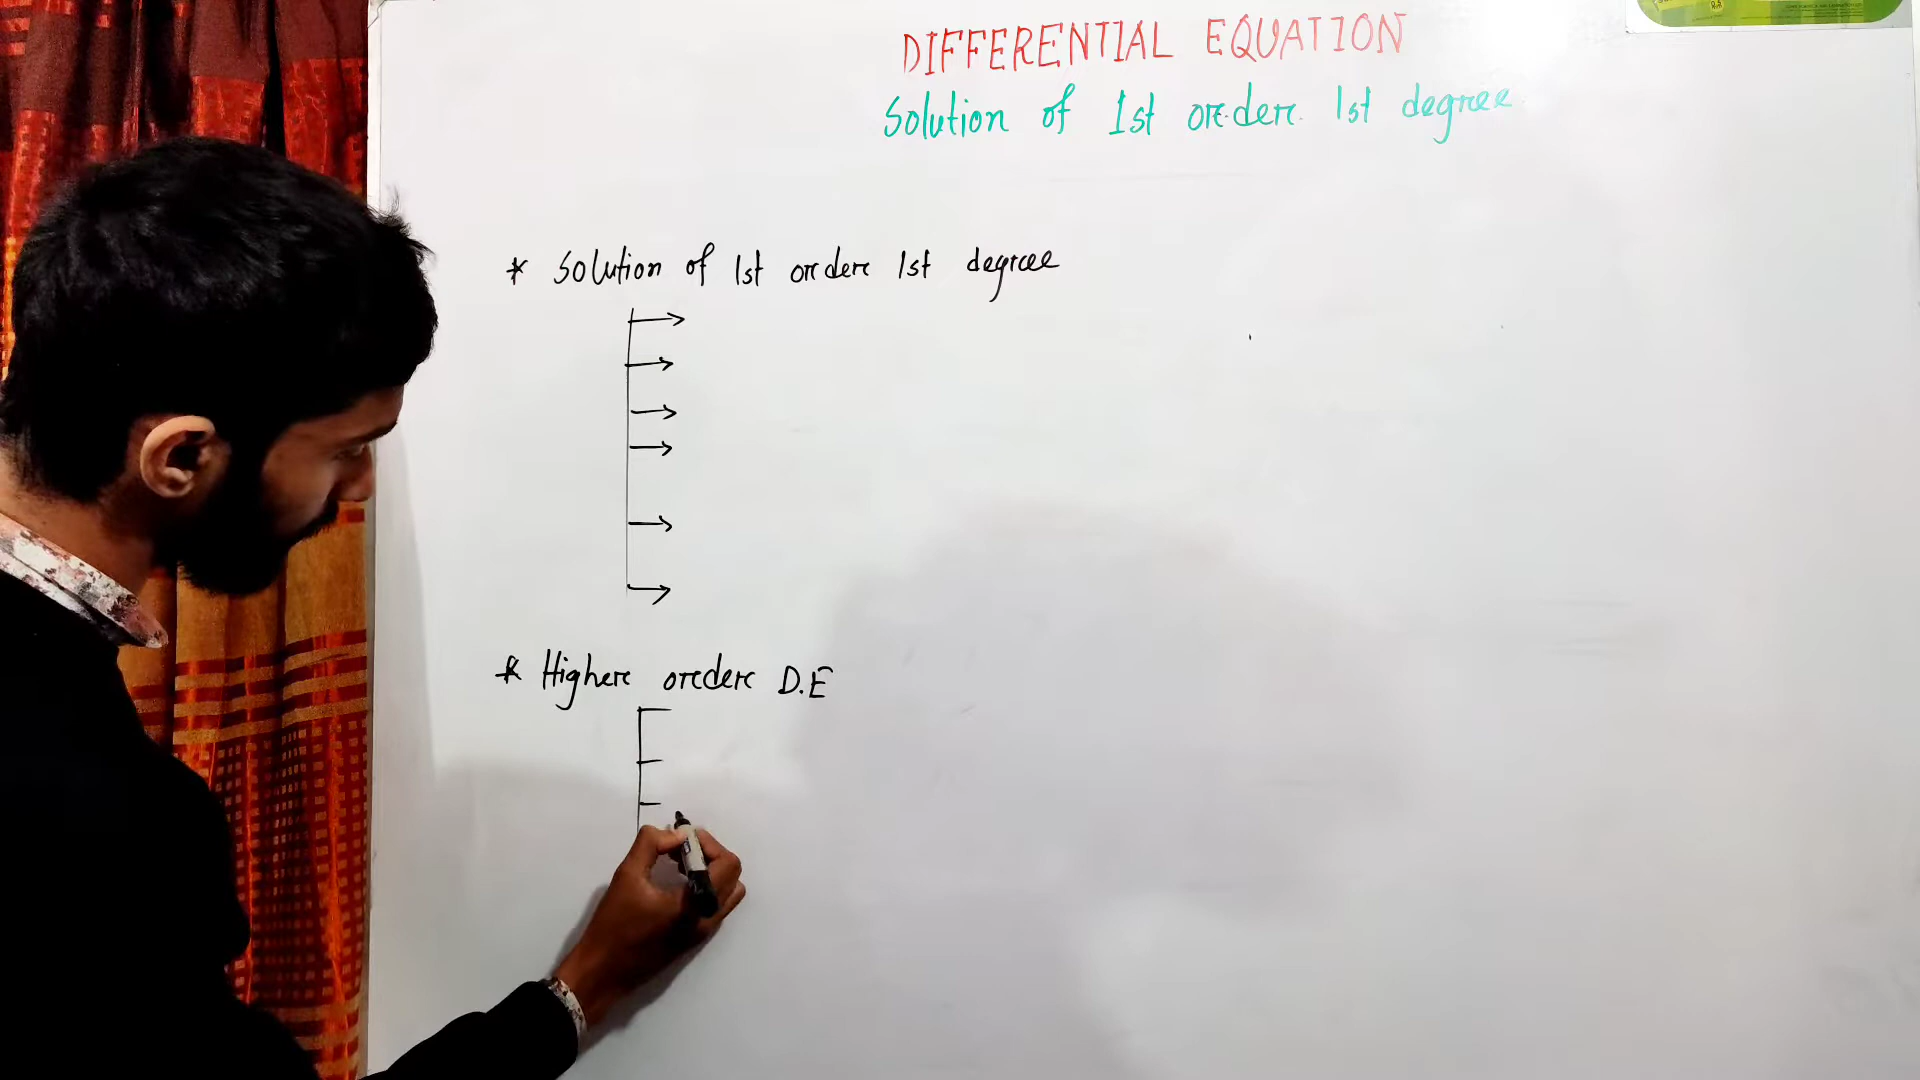 DIFFERENTIAL EQUATION
Solution of 1st order 1st degree
* Solution of 1st order 1st degree
* Higher order D.E